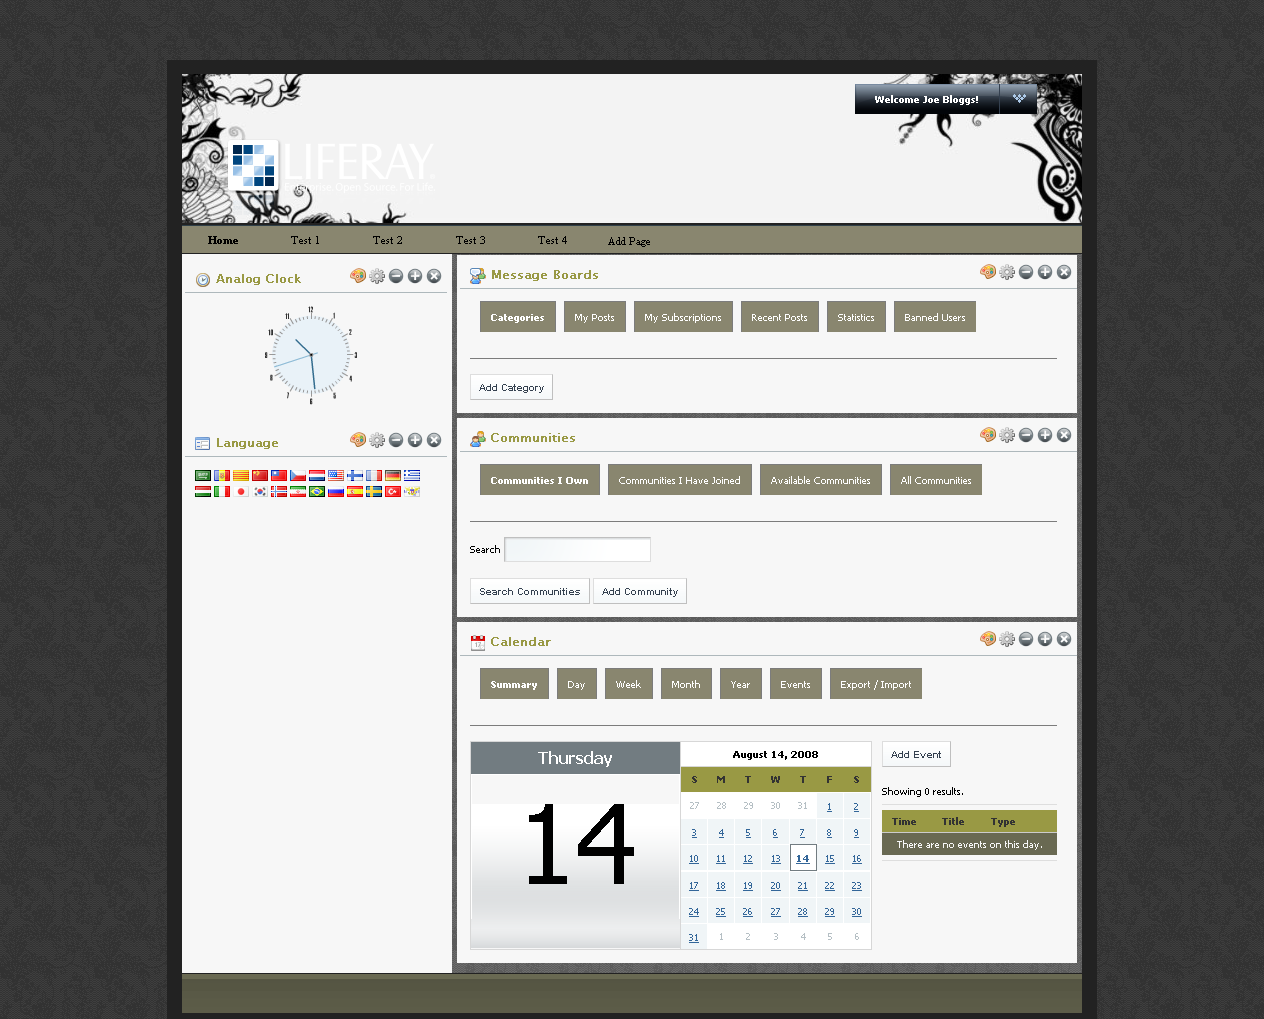 Welcome Joe Bloggs!
LIFERAY
Enterprise Open Source For Life
Home Test 1 Test 2 Test 3 Test 4 Add Page
Analog Clock
12
1
2
3
4
5
6
7
8
9
10
11
Language
Message Boards
Categories My Posts My Subscriptions Recent Posts Statistics Banned Users
Add Category
Communities
Communities I Own Communities I Have Joined Available Communities All Communities
Search
Search Communities Add Community
Calendar
Summary Day Week Month Year Events Export / Import
Thursday
14
August 14, 2008
S M T W T F S
27 28 29 30 31 1 2
3 4 5 6 7 8 9
10 11 12 13 14 15 16
17 18 19 20 21 22 23
24 25 26 27 28 29 30
31 1 2 3 4 5 6
Add Event
Showing 0 results.
Time Title Type
There are no events on this day.